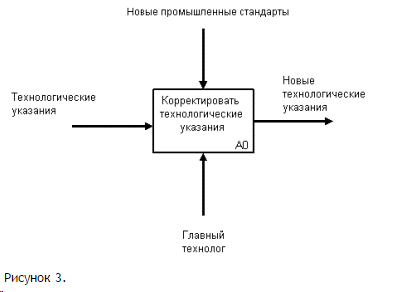 Новые промышленные стандарты
Технологические
указания
Корректировать
технологические
указания
A0
Новые
технологические
указания
Главный
технолог
Рисунок 3.